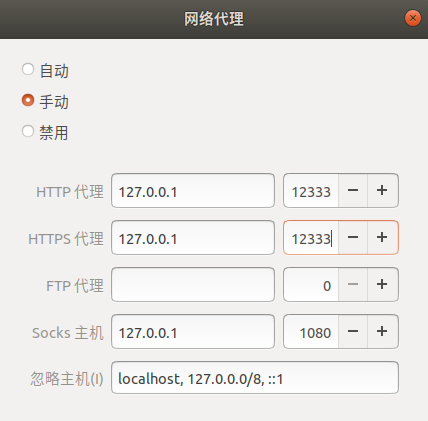 网络代理
自动
手动
禁用
HTTP 代理 127.0.0.1 12333 − +
HTTPS 代理 127.0.0.1 12333 − +
FTP 代理 0 − +
Socks 主机 127.0.0.1 1080 − +
忽略主机(I) localhost, 127.0.0.0/8, ::1